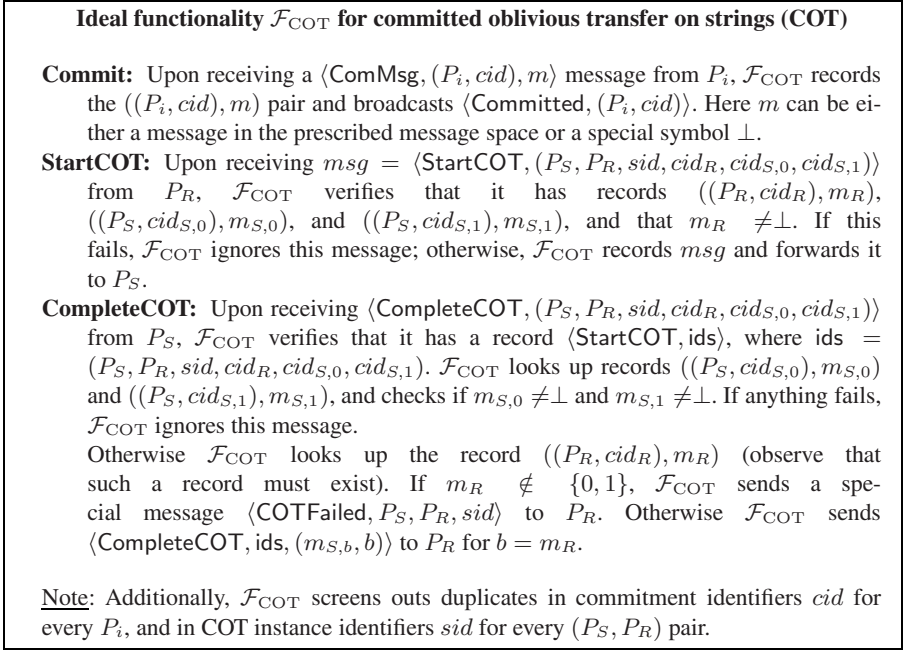 Ideal functionality F_COT for committed oblivious transfer on strings (COT)
Commit: Upon receiving a ⟨ComMsg, (P_i, cid), m⟩ message from P_i, F_COT records
the ((P_i, cid), m) pair and broadcasts ⟨Committed, (P_i, cid)⟩. Here m can be ei-
ther a message in the prescribed message space or a special symbol ⊥.
StartCOT: Upon receiving msg = ⟨StartCOT, (P_S, P_R, sid, cid_R, cid_{S,0}, cid_{S,1})⟩
from P_R, F_COT verifies that it has records ((P_R, cid_R), m_R),
((P_S, cid_{S,0}), m_{S,0}), and ((P_S, cid_{S,1}), m_{S,1}), and that m_R ≠⊥. If this
fails, F_COT ignores this message; otherwise, F_COT records msg and forwards it
to P_S.
CompleteCOT: Upon receiving ⟨CompleteCOT, (P_S, P_R, sid, cid_R, cid_{S,0}, cid_{S,1})⟩
from P_S, F_COT verifies that it has a record ⟨StartCOT, ids⟩, where ids =
(P_S, P_R, sid, cid_R, cid_{S,0}, cid_{S,1}). F_COT looks up records ((P_S, cid_{S,0}), m_{S,0})
and ((P_S, cid_{S,1}), m_{S,1}), and checks if m_{S,0} ≠⊥ and m_{S,1} ≠⊥. If anything fails,
F_COT ignores this message.
Otherwise F_COT looks up the record ((P_R, cid_R), m_R) (observe that
such a record must exist). If m_R ∉ {0, 1}, F_COT sends a spe-
cial message ⟨COTFailed, P_S, P_R, sid⟩ to P_R. Otherwise F_COT sends
⟨CompleteCOT, ids, (m_{S,b}, b)⟩ to P_R for b = m_R.
Note: Additionally, F_COT screens outs duplicates in commitment identifiers cid for
every P_i, and in COT instance identifiers sid for every (P_S, P_R) pair.